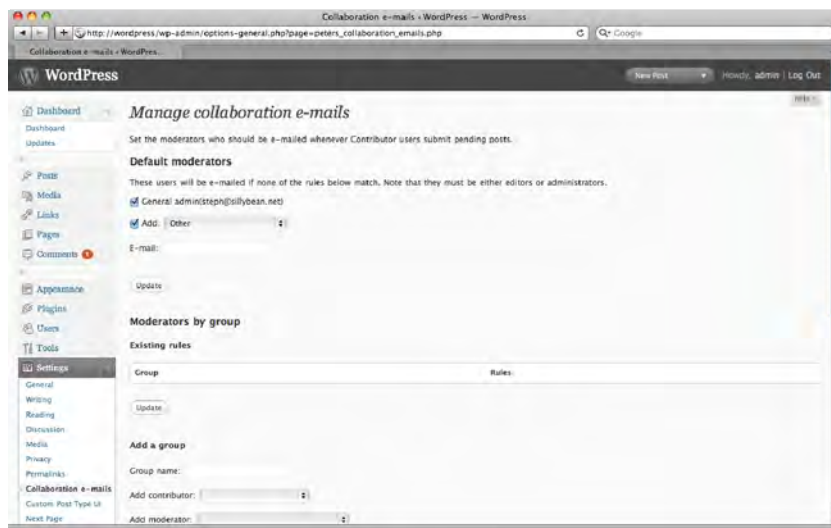 Collaboration e-mails ‹ WordPress — WordPress
http://wordpress/wp-admin/options-general.php?page=peters_collaboration_emails.php
Google
Collaboration e-mails ‹ WordPres...
WordPress
New Post
Howdy, admin | Log Out
Help
Dashboard
Dashboard
Updates
Posts
Media
Links
Pages
Comments 1
Appearance
Plugins
Users
Tools
Settings
General
Writing
Reading
Discussion
Media
Privacy
Permalinks
Collaboration e-mails
Custom Post Type UI
Next Page
Manage collaboration e-mails
Set the moderators who should be e-mailed whenever Contributor users submit pending posts.
Default moderators
These users will be e-mailed if none of the rules below match. Note that they must be either editors or administrators.
General admin(steph@sillybean.net)
Add: Other
E-mail:
Update
Moderators by group
Existing rules
Group Rules
Update
Add a group
Group name:
Add contributor:
Add moderator: